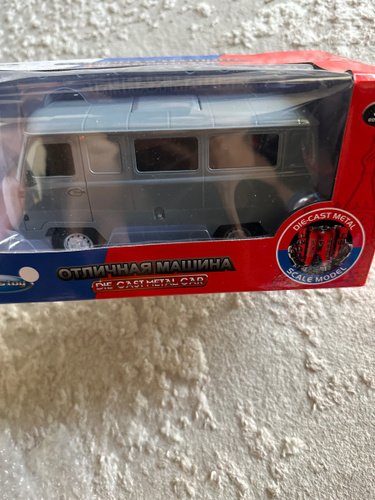 ОТЛИЧНАЯ МАШИНА
DIE-CAST METAL CAR
DIE-CAST METAL
SCALE MODEL